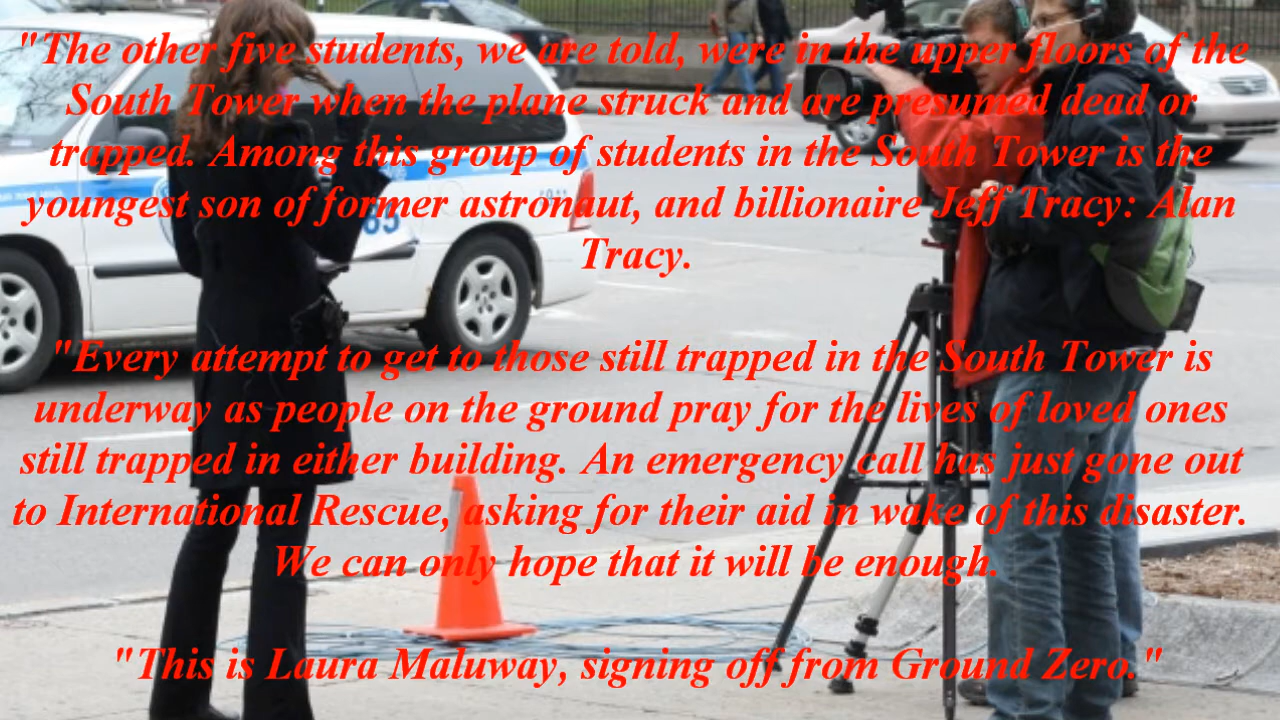 "The other five students, we are told, were in the upper floors of the
South Tower when the plane struck and are presumed dead or
trapped. Among this group of students in the South Tower is the
youngest son of former astronaut, and billionaire Jeff Tracy: Alan
Tracy.
"Every attempt to get to those still trapped in the South Tower is
underway as people on the ground pray for the lives of loved ones
still trapped in either building. An emergency call has just gone out
to International Rescue, asking for their aid in wake of this disaster.
We can only hope that it will be enough.
"This is Laura Maluway, signing off from Ground Zero."